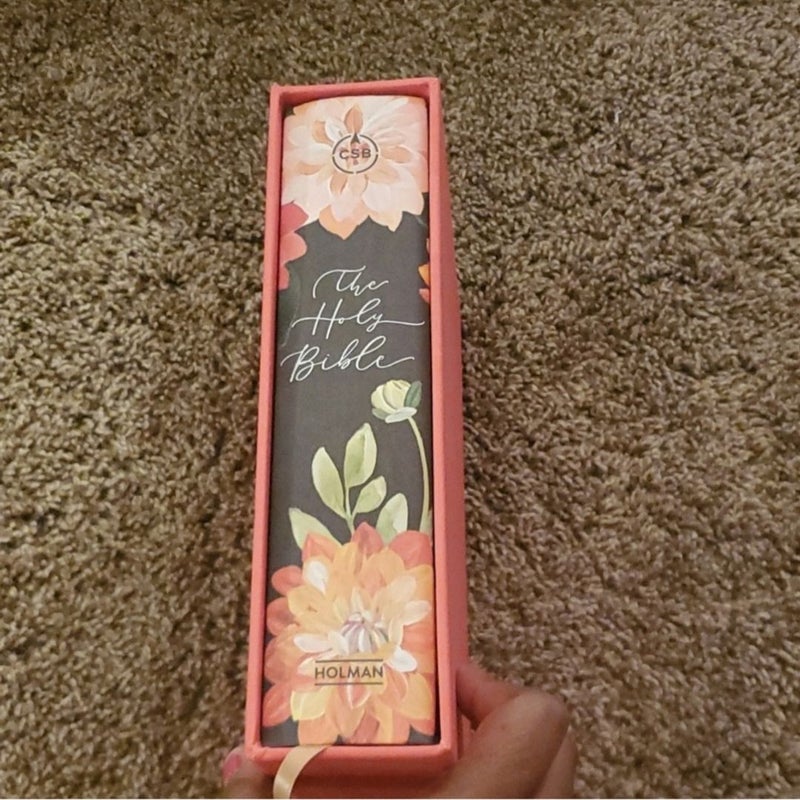 CSB
The
Holy
Bible
HOLMAN